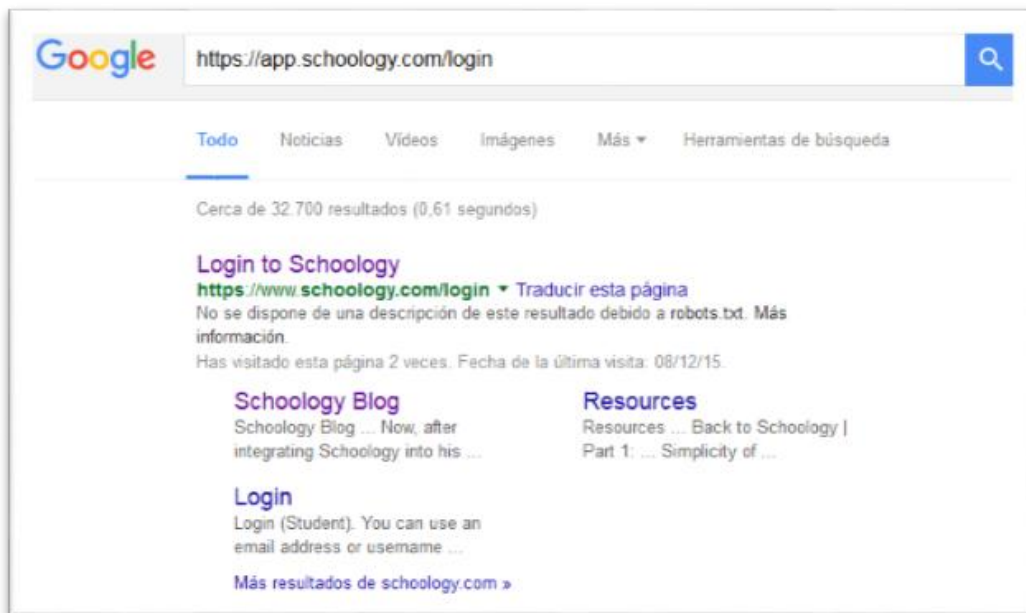 Google https://app.schoology.com/login
Todo Noticias Vídeos Imágenes Más Herramientas de búsqueda
Cerca de 32.700 resultados (0,61 segundos)
Login to Schoology
https://www.schoology.com/login Traducir esta página
No se dispone de una descripción de este resultado debido a robots.txt. Más
información.
Has visitado esta página 2 veces. Fecha de la última visita: 08/12/15.
Schoology Blog
Schoology Blog ... Now, after
integrating Schoology into his ...
Resources
Resources ... Back to Schoology |
Part 1: ... Simplicity of ...
Login
Login (Student). You can use an
email address or username ...
Más resultados de schoology.com »